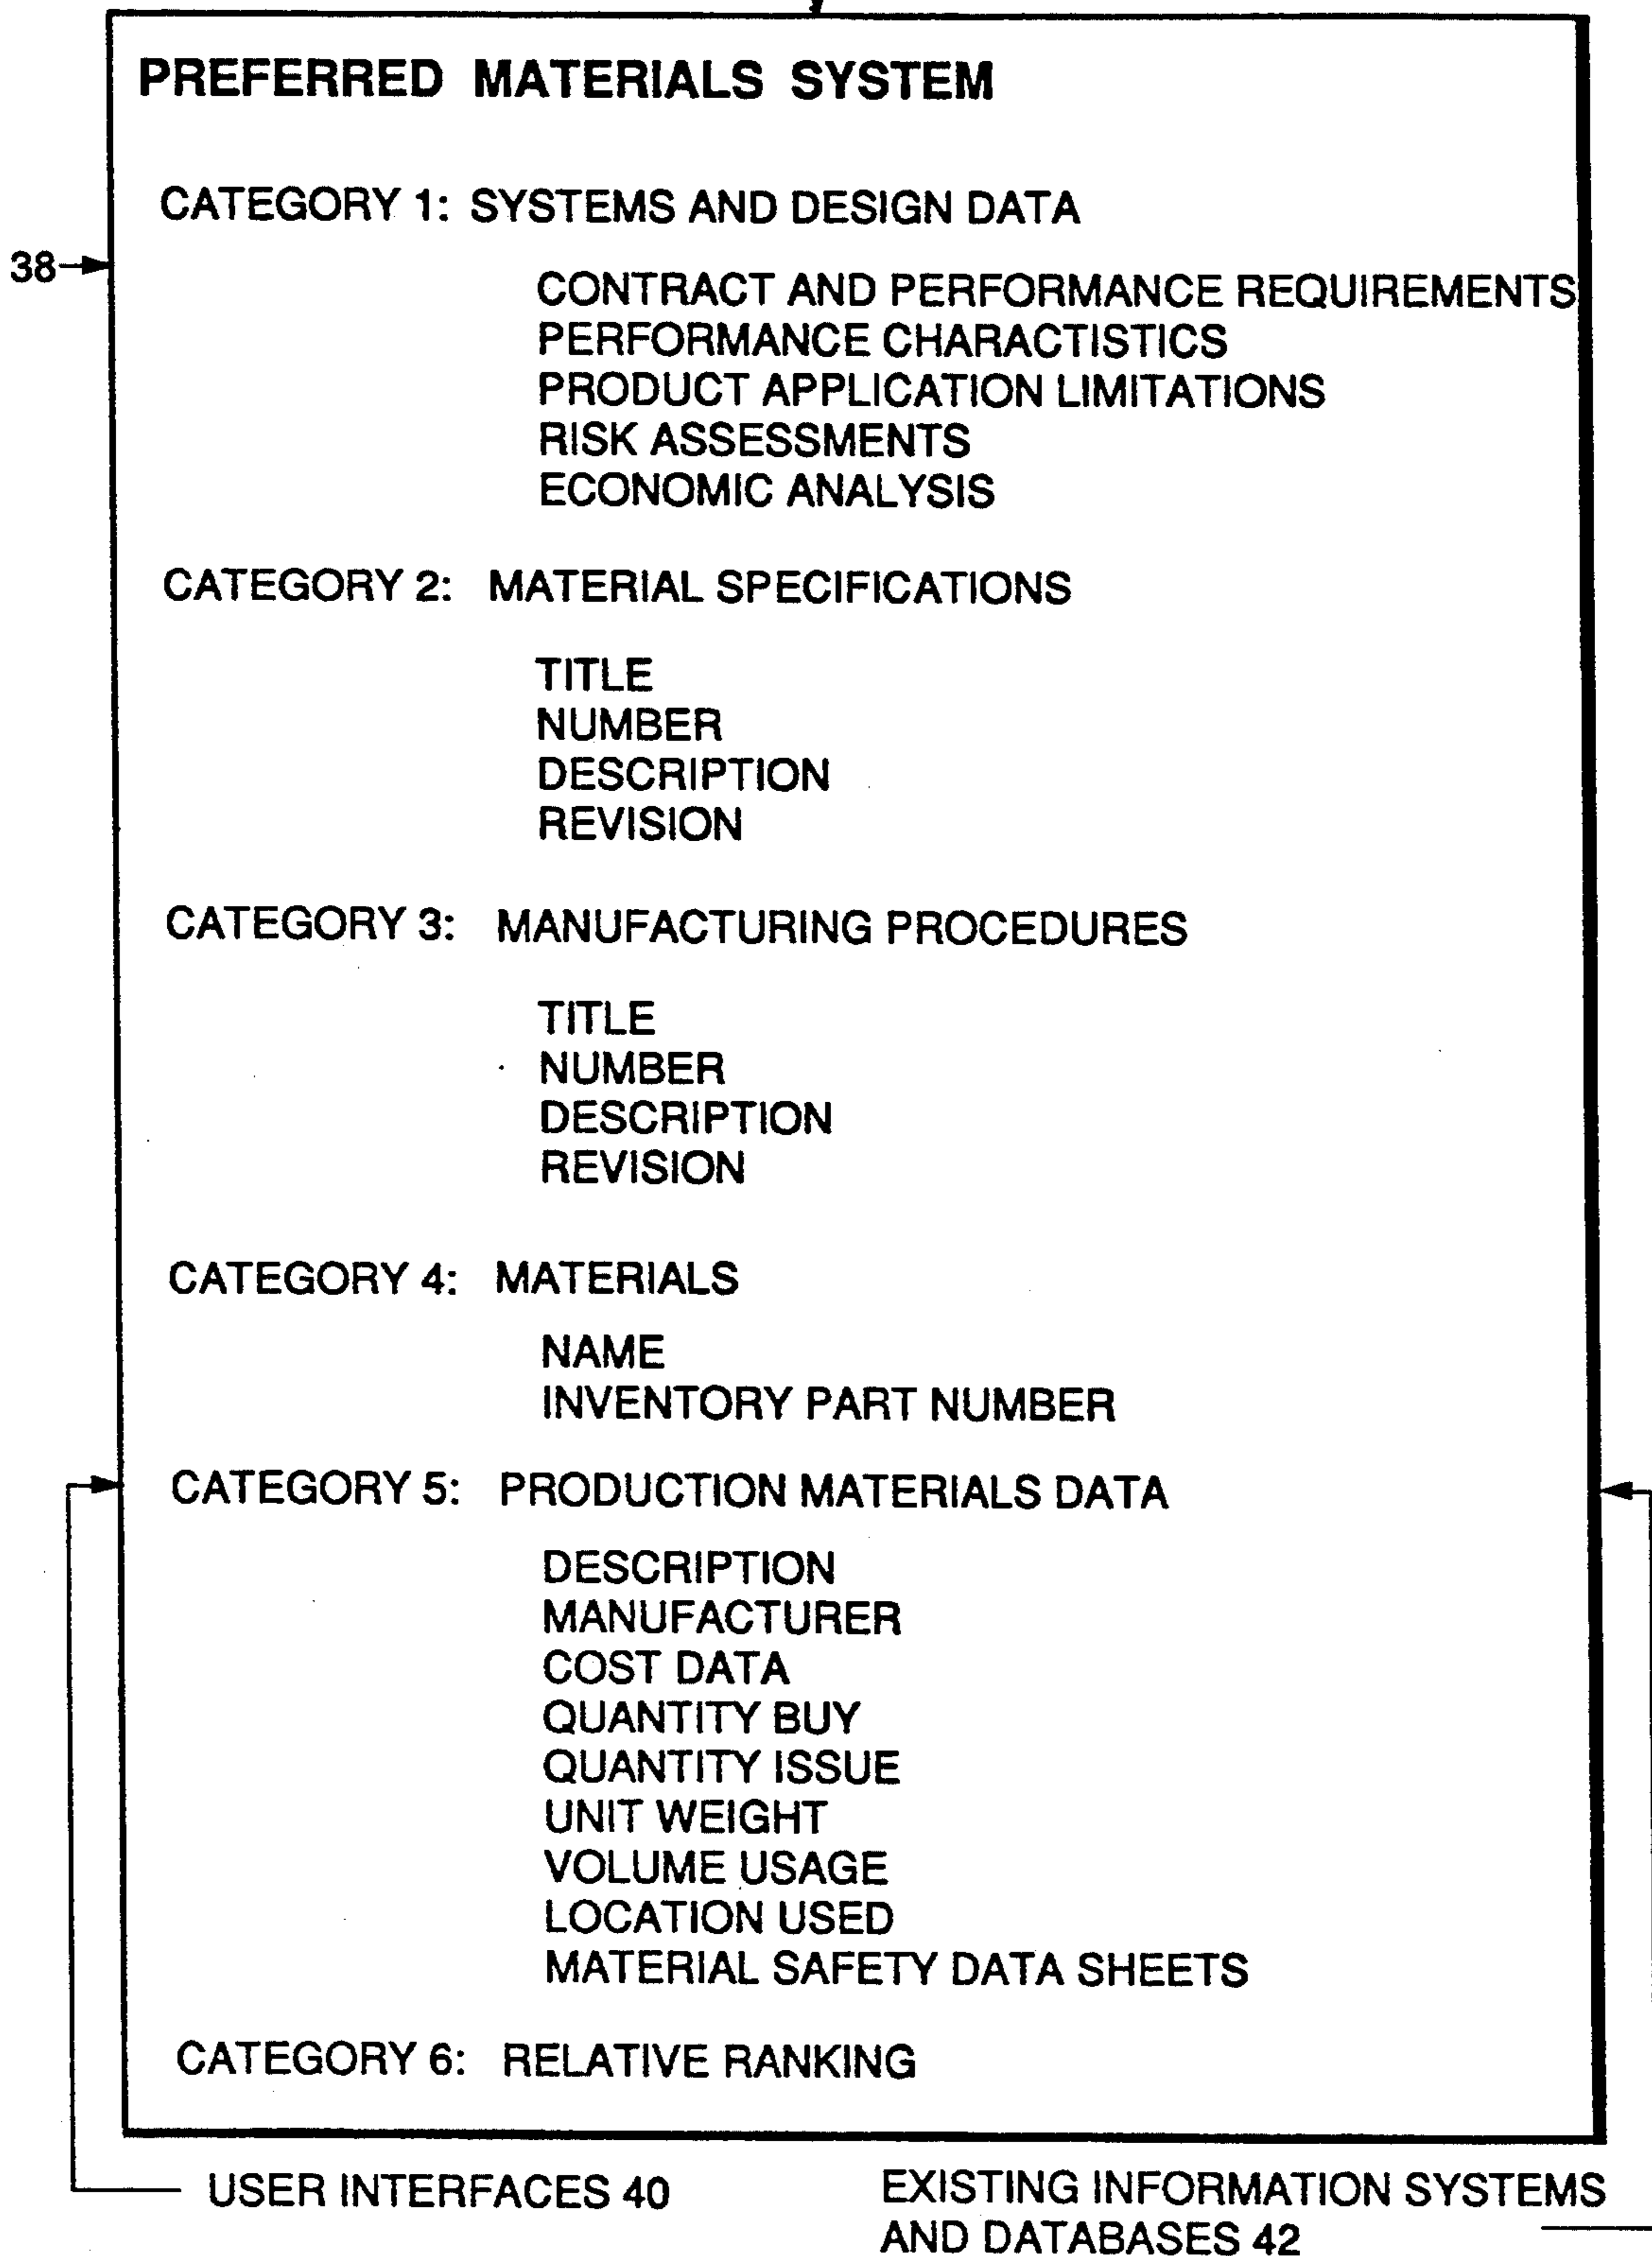 PREFERRED MATERIALS SYSTEM
CATEGORY 1: SYSTEMS AND DESIGN DATA
38
CONTRACT AND PERFORMANCE REQUIREMENTS
PERFORMANCE CHARACTISTICS
PRODUCT APPLICATION LIMITATIONS
RISK ASSESSMENTS
ECONOMIC ANALYSIS
CATEGORY 2: MATERIAL SPECIFICATIONS
TITLE
NUMBER
DESCRIPTION
REVISION
CATEGORY 3: MANUFACTURING PROCEDURES
TITLE
NUMBER
DESCRIPTION
REVISION
CATEGORY 4: MATERIALS
NAME
INVENTORY PART NUMBER
CATEGORY 5: PRODUCTION MATERIALS DATA
DESCRIPTION
MANUFACTURER
COST DATA
QUANTITY BUY
QUANTITY ISSUE
UNIT WEIGHT
VOLUME USAGE
LOCATION USED
MATERIAL SAFETY DATA SHEETS
CATEGORY 6: RELATIVE RANKING
USER INTERFACES 40
EXISTING INFORMATION SYSTEMS
AND DATABASES 42